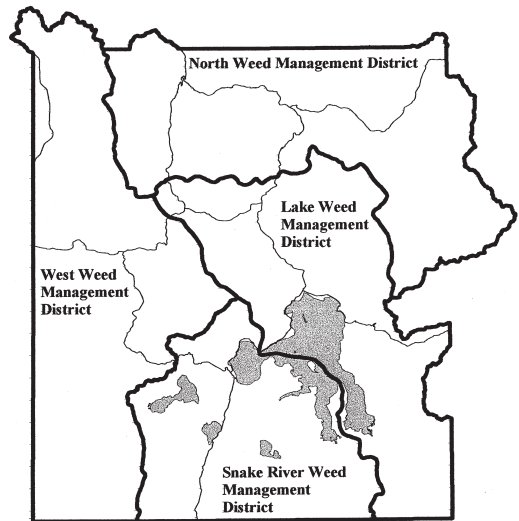 North Weed Management District
Lake Weed
Management
District
West Weed
Management
District
Snake River Weed
Management
District